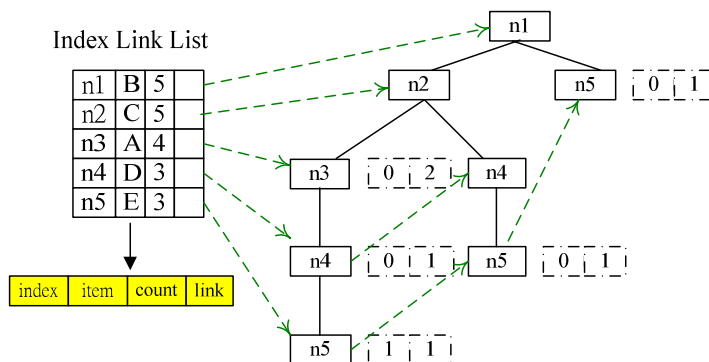 n1
Index Link List
n1 B 5
n2 C 5
n3 A 4
n4 D 3
n5 E 3
n2
n5 0 1
n3 0 2 n4
n4 0 1 n5 0 1
index item count link
n5 1 1